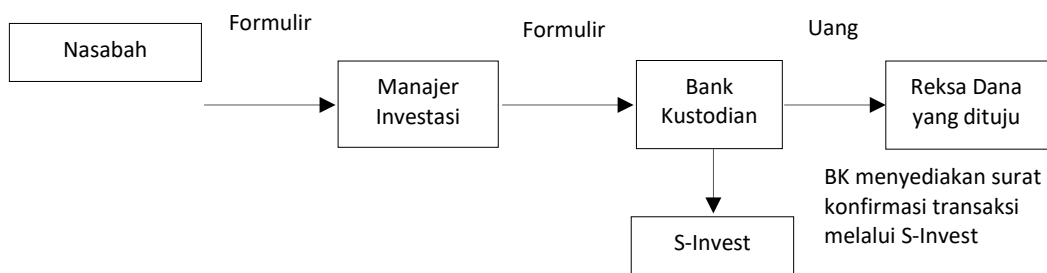 Formulir
Formulir
Uang
Nasabah
Manajer
Investasi
Bank
Kustodian
Reksa Dana
yang dituju
BK menyediakan surat
konfirmasi transaksi
melalui S-Invest
S-Invest